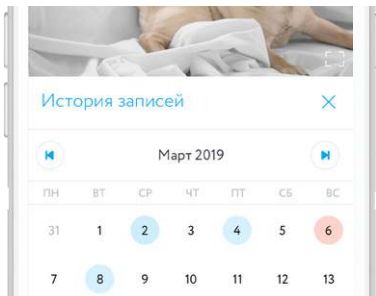 История записей
Март 2019
ПН ВТ СР ЧТ ПТ СБ ВС
31 1 2 3 4 5 6
7 8 9 10 11 12 13